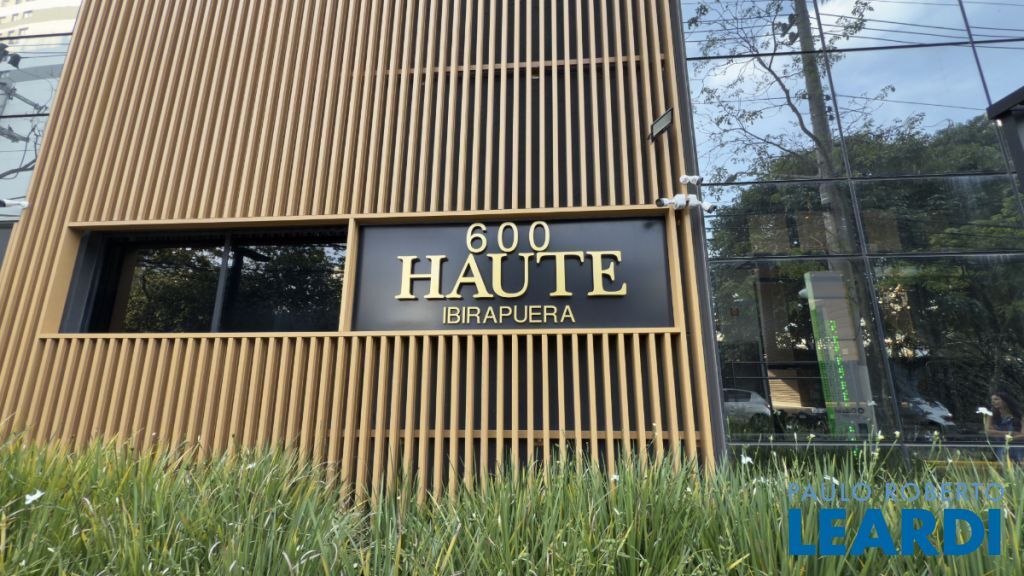 600
HAUTE
IBIRAPUERA
PAULO ROBERTO
LEARDI